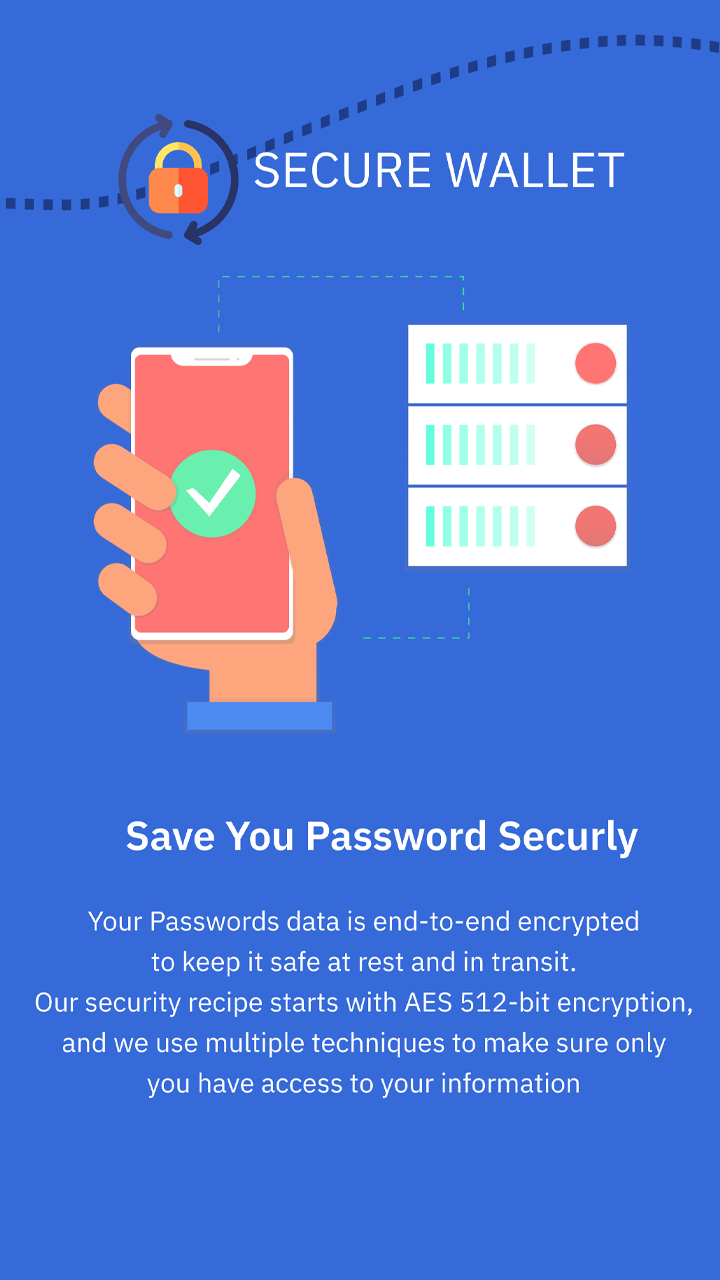 SECURE WALLET
Save You Password Securly
Your Passwords data is end-to-end encrypted
to keep it safe at rest and in transit.
Our security recipe starts with AES 512-bit encryption,
and we use multiple techniques to make sure only
you have access to your information